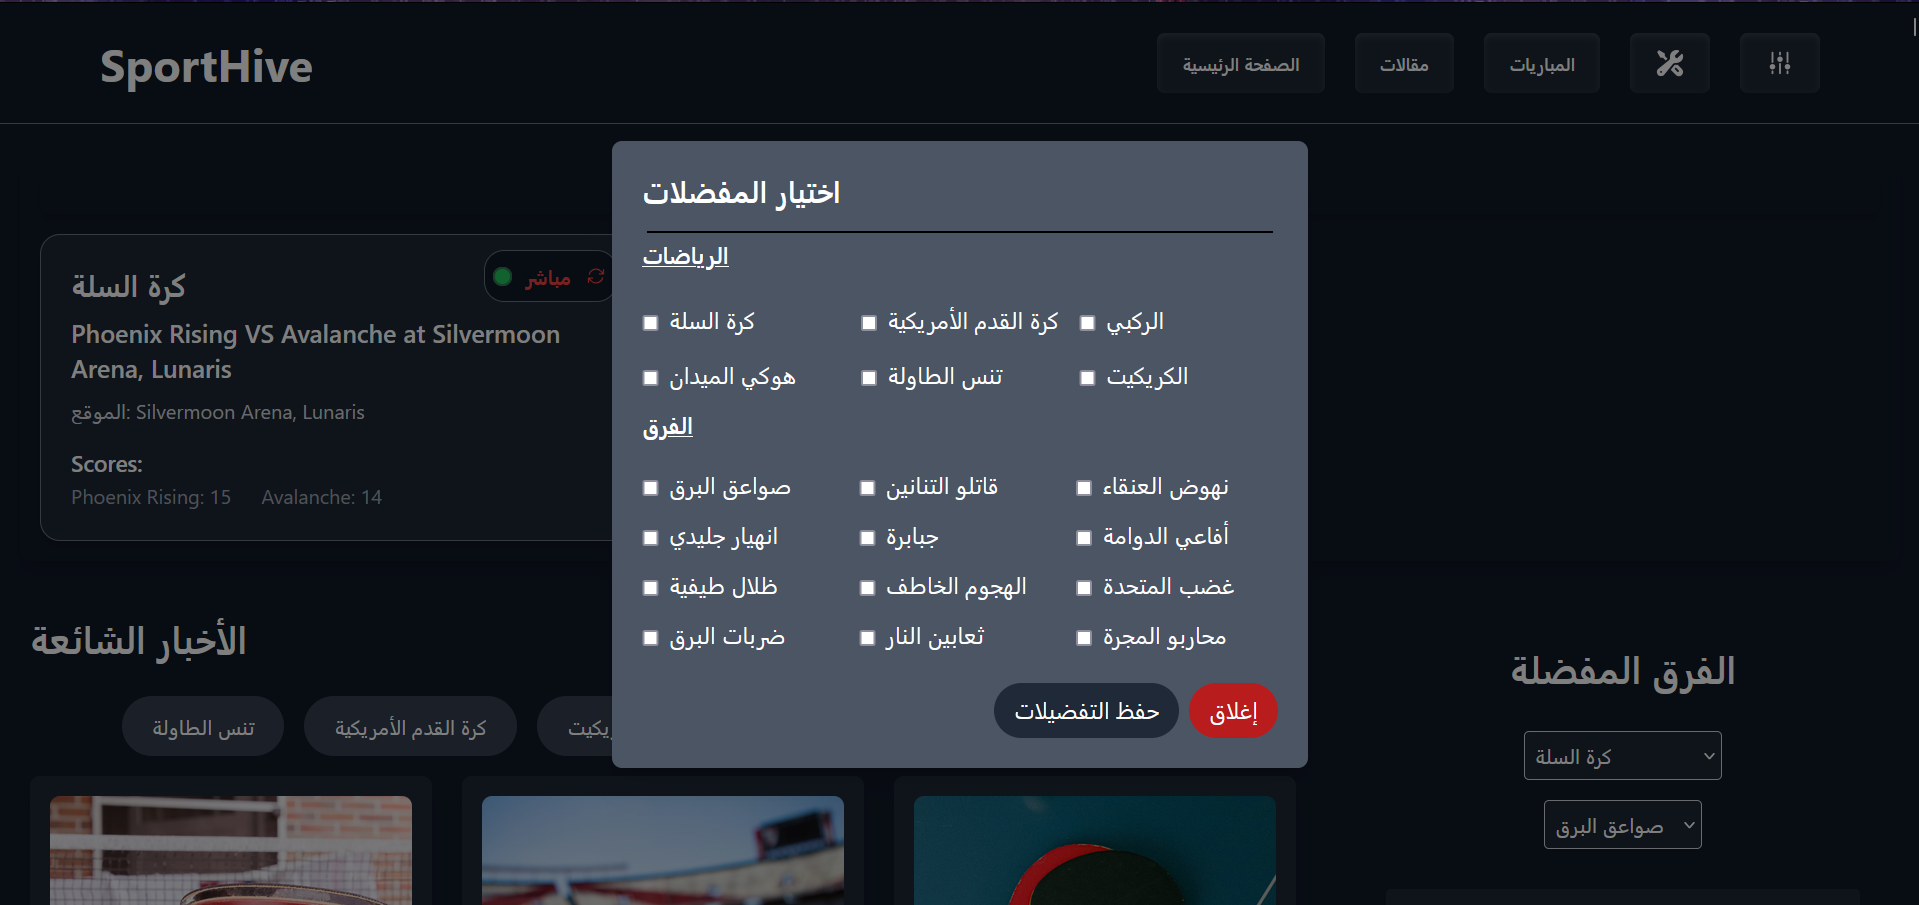 SportHive
الصفحة الرئيسية
مقالات
المباريات
اختيار المفضلات
الرياضات
كرة السلة
كرة القدم الأمريكية
الركبي
هوكي الميدان
تنس الطاولة
الكريكيت
الفرق
صواعق البرق
قاتلو التنانين
نهوض العنقاء
انهيار جليدي
جبابرة
أفاعي الدوامة
ظلال طيفية
الهجوم الخاطف
غضب المتحدة
ضربات البرق
ثعابين النار
محاربو المجرة
حفظ التفضيلات
إغلاق
كرة السلة
مباشر
Phoenix Rising VS Avalanche at Silvermoon
Arena, Lunaris
الموقع: Silvermoon Arena, Lunaris
Scores:
Phoenix Rising: 15
Avalanche: 14
الأخبار الشائعة
تنس الطاولة
كرة القدم الأمريكية
الفرق المفضلة
كرة السلة
صواعق البرق